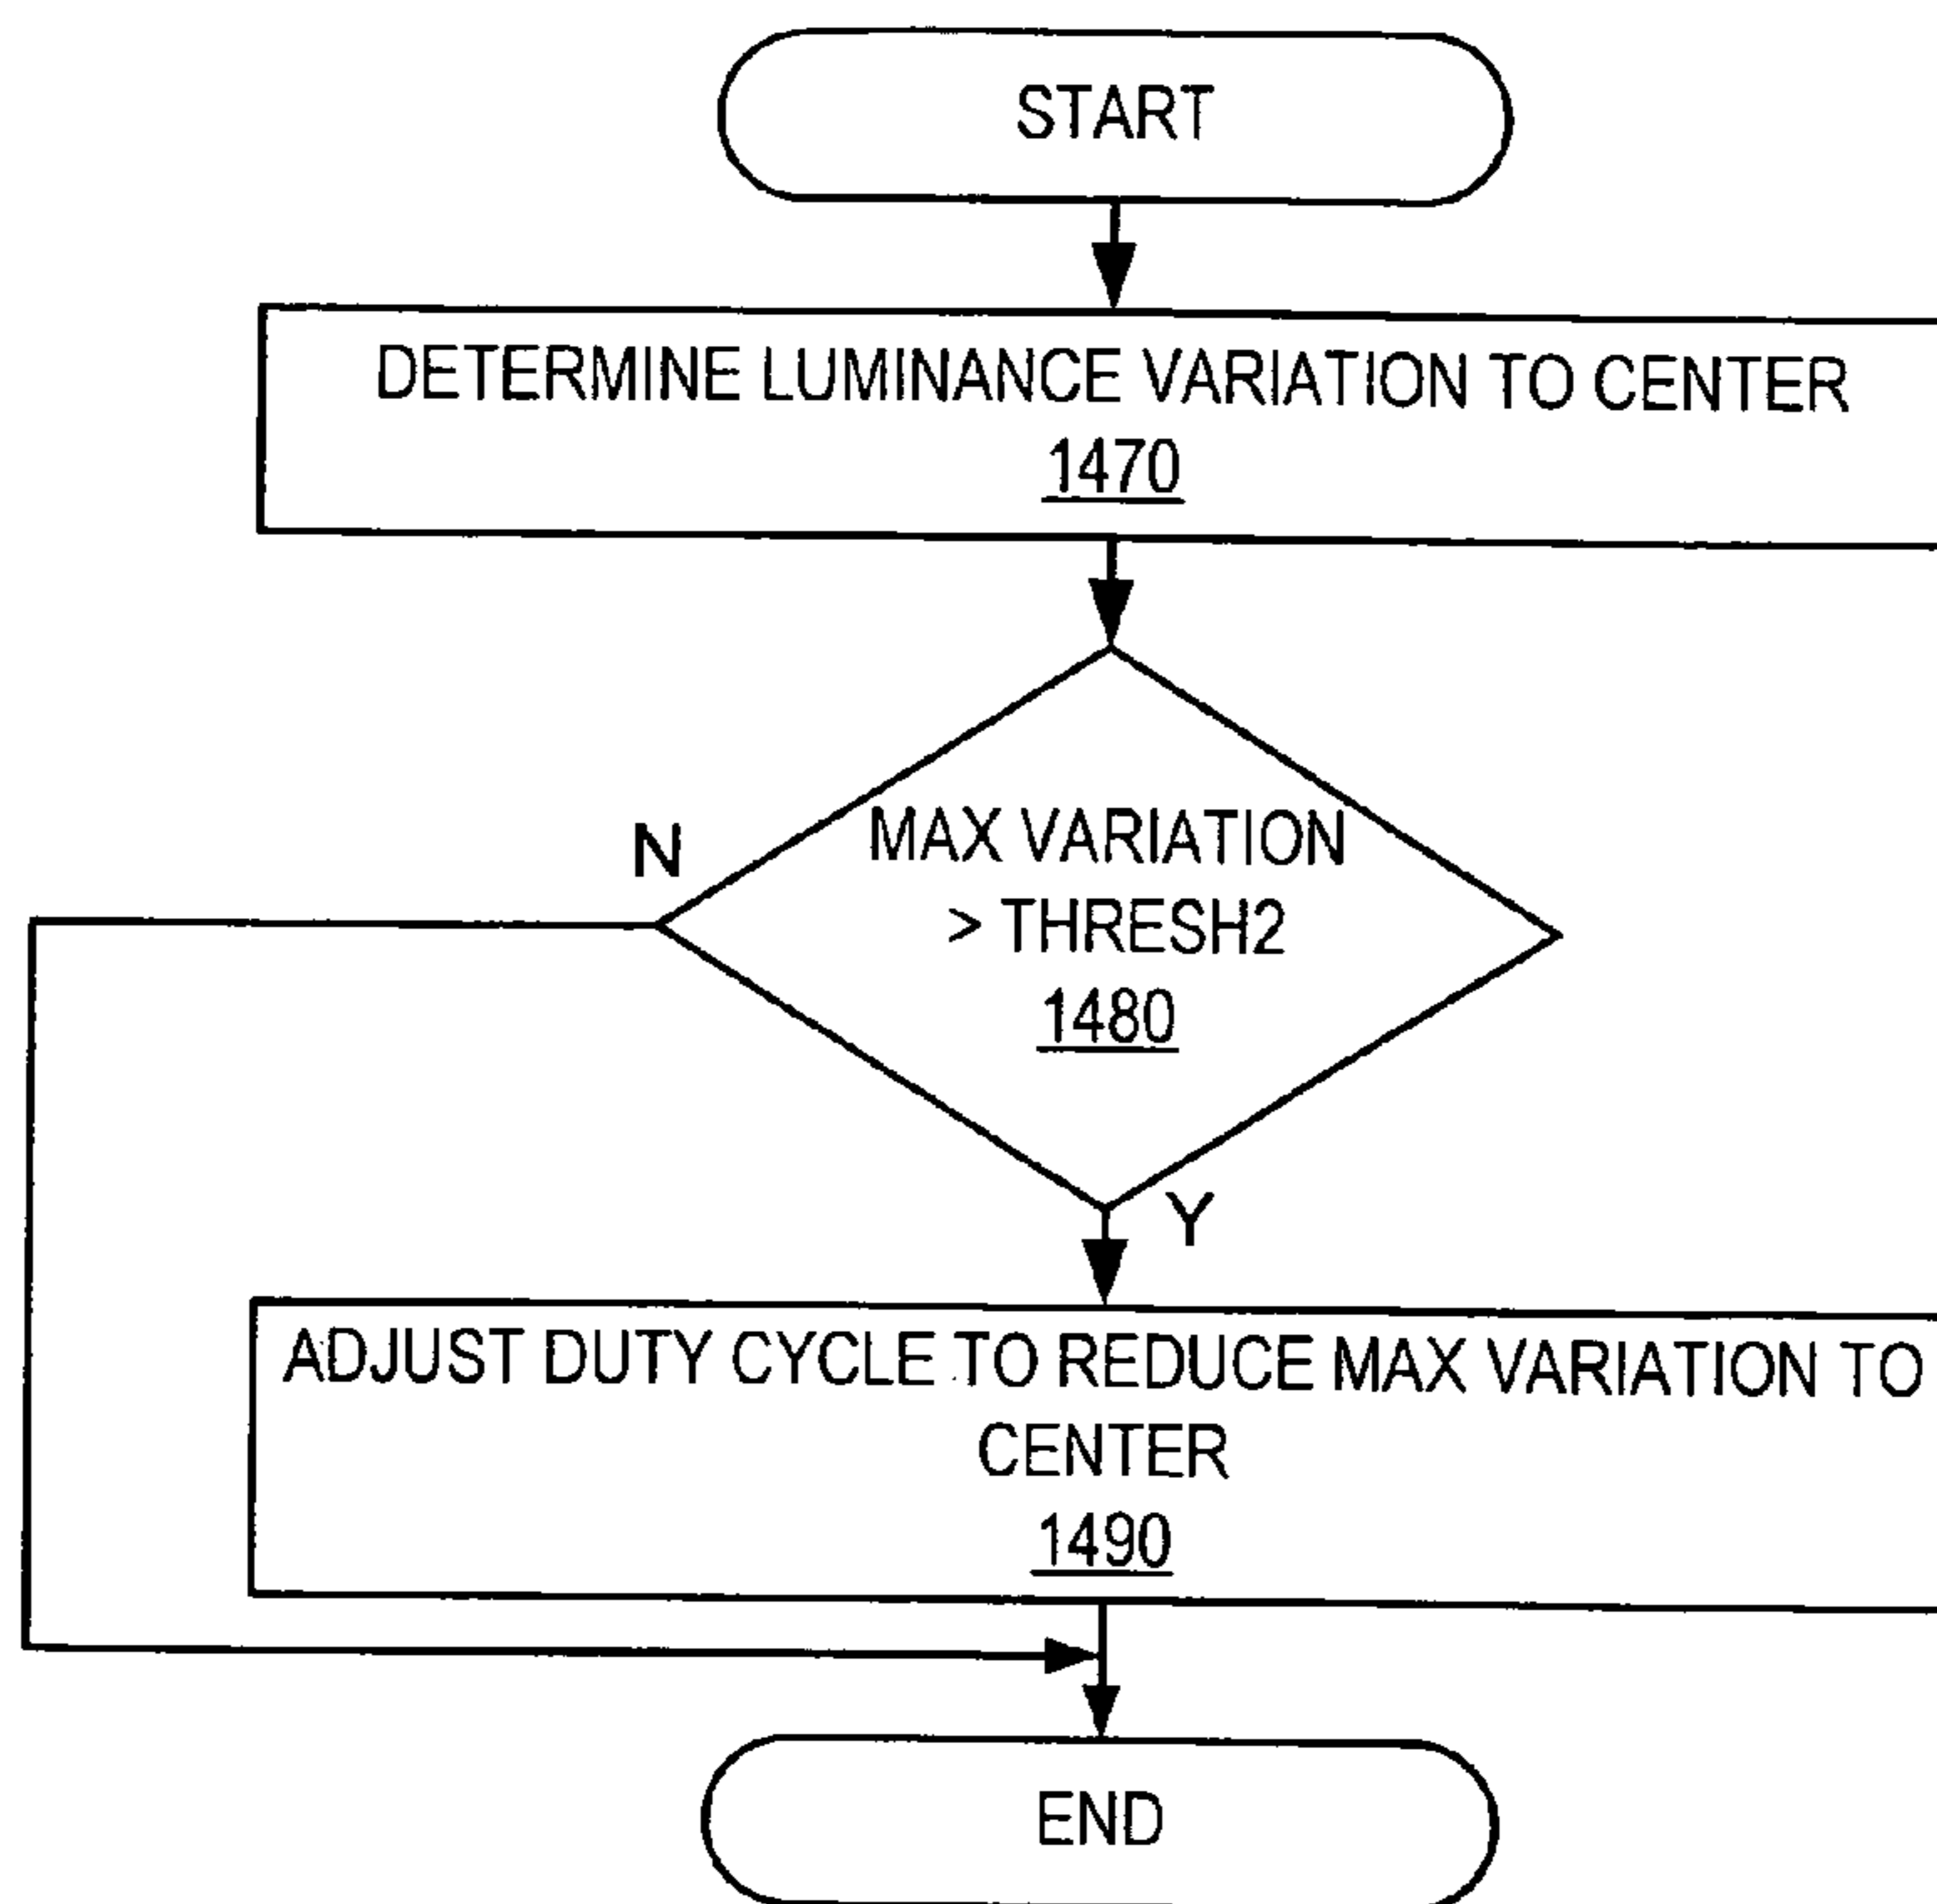 START
DETERMINE LUMINANCE VARIATION TO CENTER
1470
MAX VARIATION
> THRESH2
1480
N
Y
ADJUST DUTY CYCLE TO REDUCE MAX VARIATION TO
CENTER
1490
END